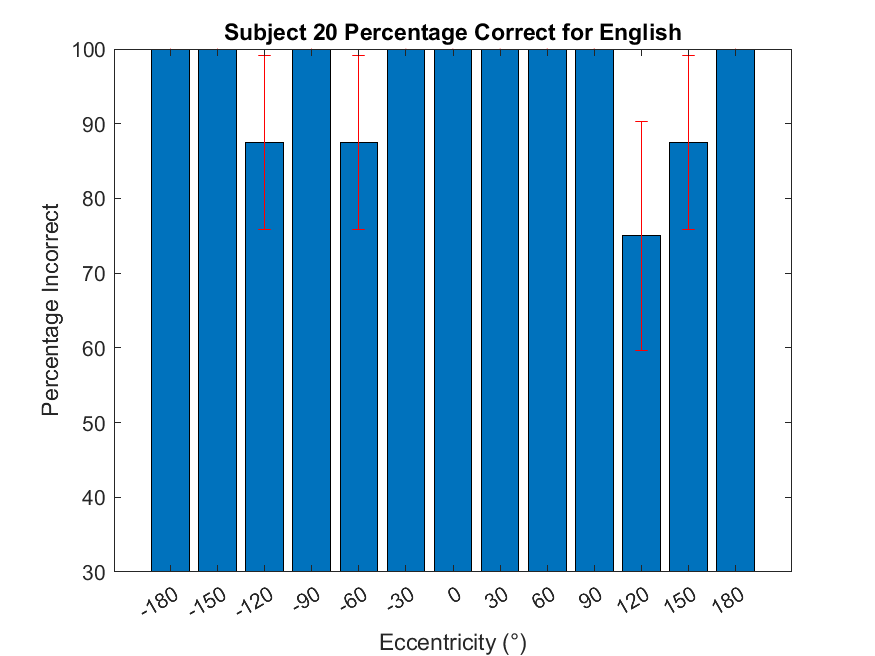 Subject 20 Percentage Correct for English
Percentage Incorrect
100
90
80
70
60
50
40
30
-180 -150 -120 -90 -60 -30 0 30 60 90 120 150 180
Eccentricity (°)